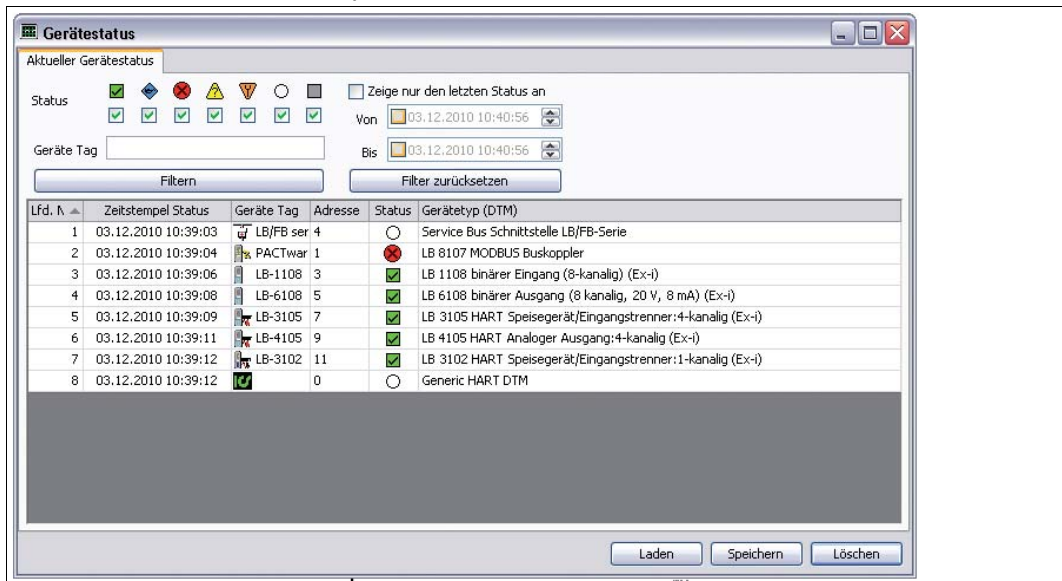 Gerätestatus
Aktueller Gerätestatus
Status
Zeige nur den letzten Status an
Von 03.12.2010 10:40:56
Geräte Tag
Bis 03.12.2010 10:40:56
Filtern Filter zurücksetzen
Lfd. N Zeitstempel Status Geräte Tag Adresse Status Gerätetyp (DTM)
1 03.12.2010 10:39:03 LB/FB ser 4 Service Bus Schnittstelle LB/FB-Serie
2 03.12.2010 10:39:04 PACTwar 1 LB 8107 MODBUS Buskoppler
3 03.12.2010 10:39:06 LB-1108 3 LB 1108 binärer Eingang (8-kanalig) (Ex-i)
4 03.12.2010 10:39:08 LB-6108 5 LB 6108 binärer Ausgang (8 kanalig, 20 V, 8 mA) (Ex-i)
5 03.12.2010 10:39:09 LB-3105 7 LB 3105 HART Speisegerät/Eingangstrenner:4-kanalig (Ex-i)
6 03.12.2010 10:39:11 LB-4105 9 LB 4105 HART Analoger Ausgang:4-kanalig (Ex-i)
7 03.12.2010 10:39:12 LB-3102 11 LB 3102 HART Speisegerät/Eingangstrenner:1-kanalig (Ex-i)
8 03.12.2010 10:39:12 0 Generic HART DTM
Laden Speichern Löschen